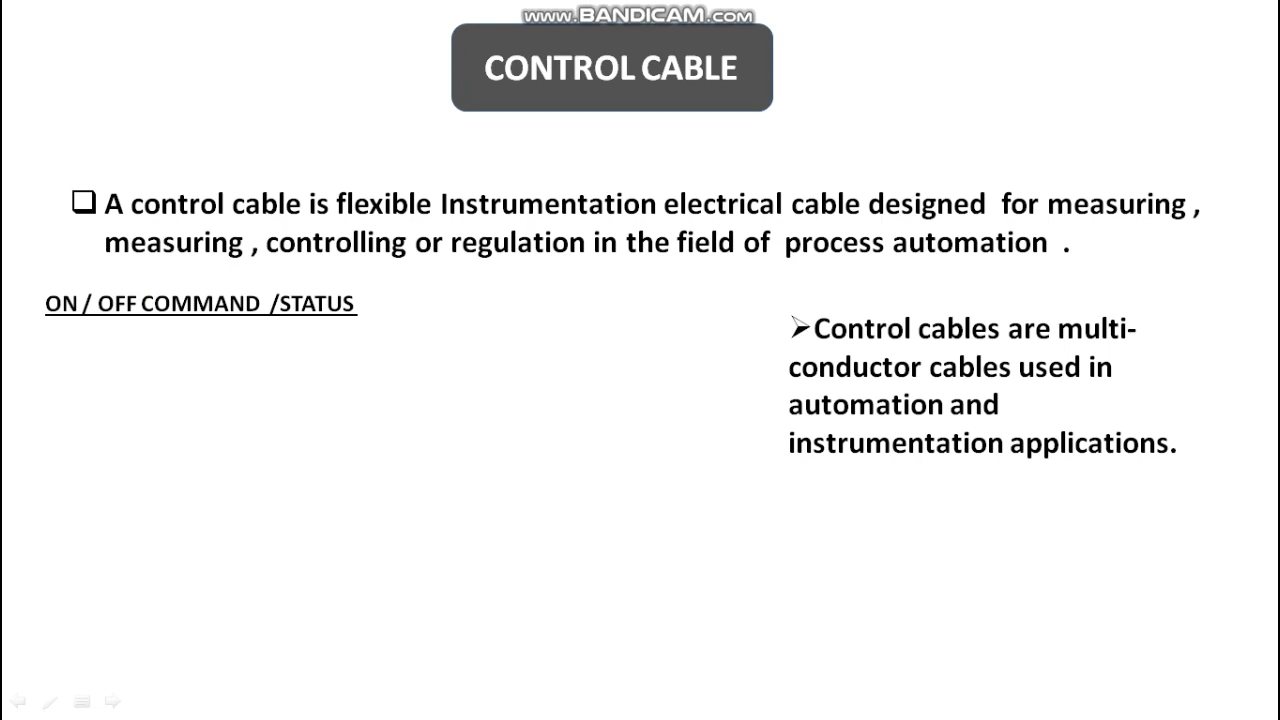 www.BANDICAM.com
CONTROL CABLE
A control cable is flexible Instrumentation electrical cable designed for measuring ,
measuring , controlling or regulation in the field of process automation .
ON / OFF COMMAND /STATUS
Control cables are multi-
conductor cables used in
automation and
instrumentation applications.